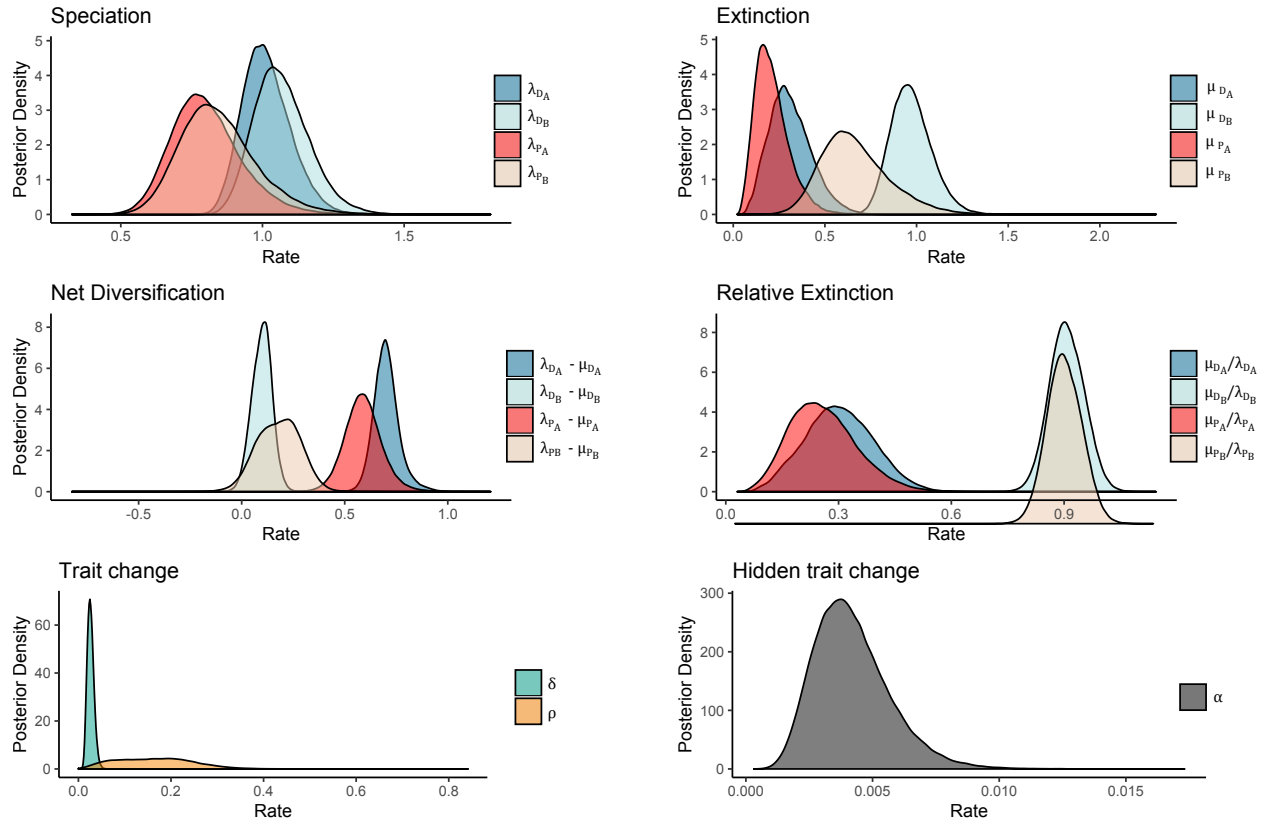 Speciation
Posterior Density
5
4
3
2
1
0
0.5 1.0 1.5
Rate
λDA
λDB
λPA
λPB
Extinction
Posterior Density
5
4
3
2
1
0
0.0 0.5 1.0 1.5 2.0
Rate
μ DA
μ DB
μ PA
μ PB
Net Diversification
Posterior Density
8
6
4
2
0
-0.5 0.0 0.5 1.0
Rate
λDA - μDA
λDB - μDB
λPA - μPA
λPB - μPB
Relative Extinction
Posterior Density
8
6
4
2
0
0.0 0.3 0.6 0.9
Rate
μDA/λDA
μDB/λDB
μPA/λPA
μPB/λPB
Trait change
Posterior Density
60
40
20
0
0.0 0.2 0.4 0.6 0.8
Rate
δ
ρ
Hidden trait change
Posterior Density
300
200
100
0
0.000 0.005 0.010 0.015
Rate
α